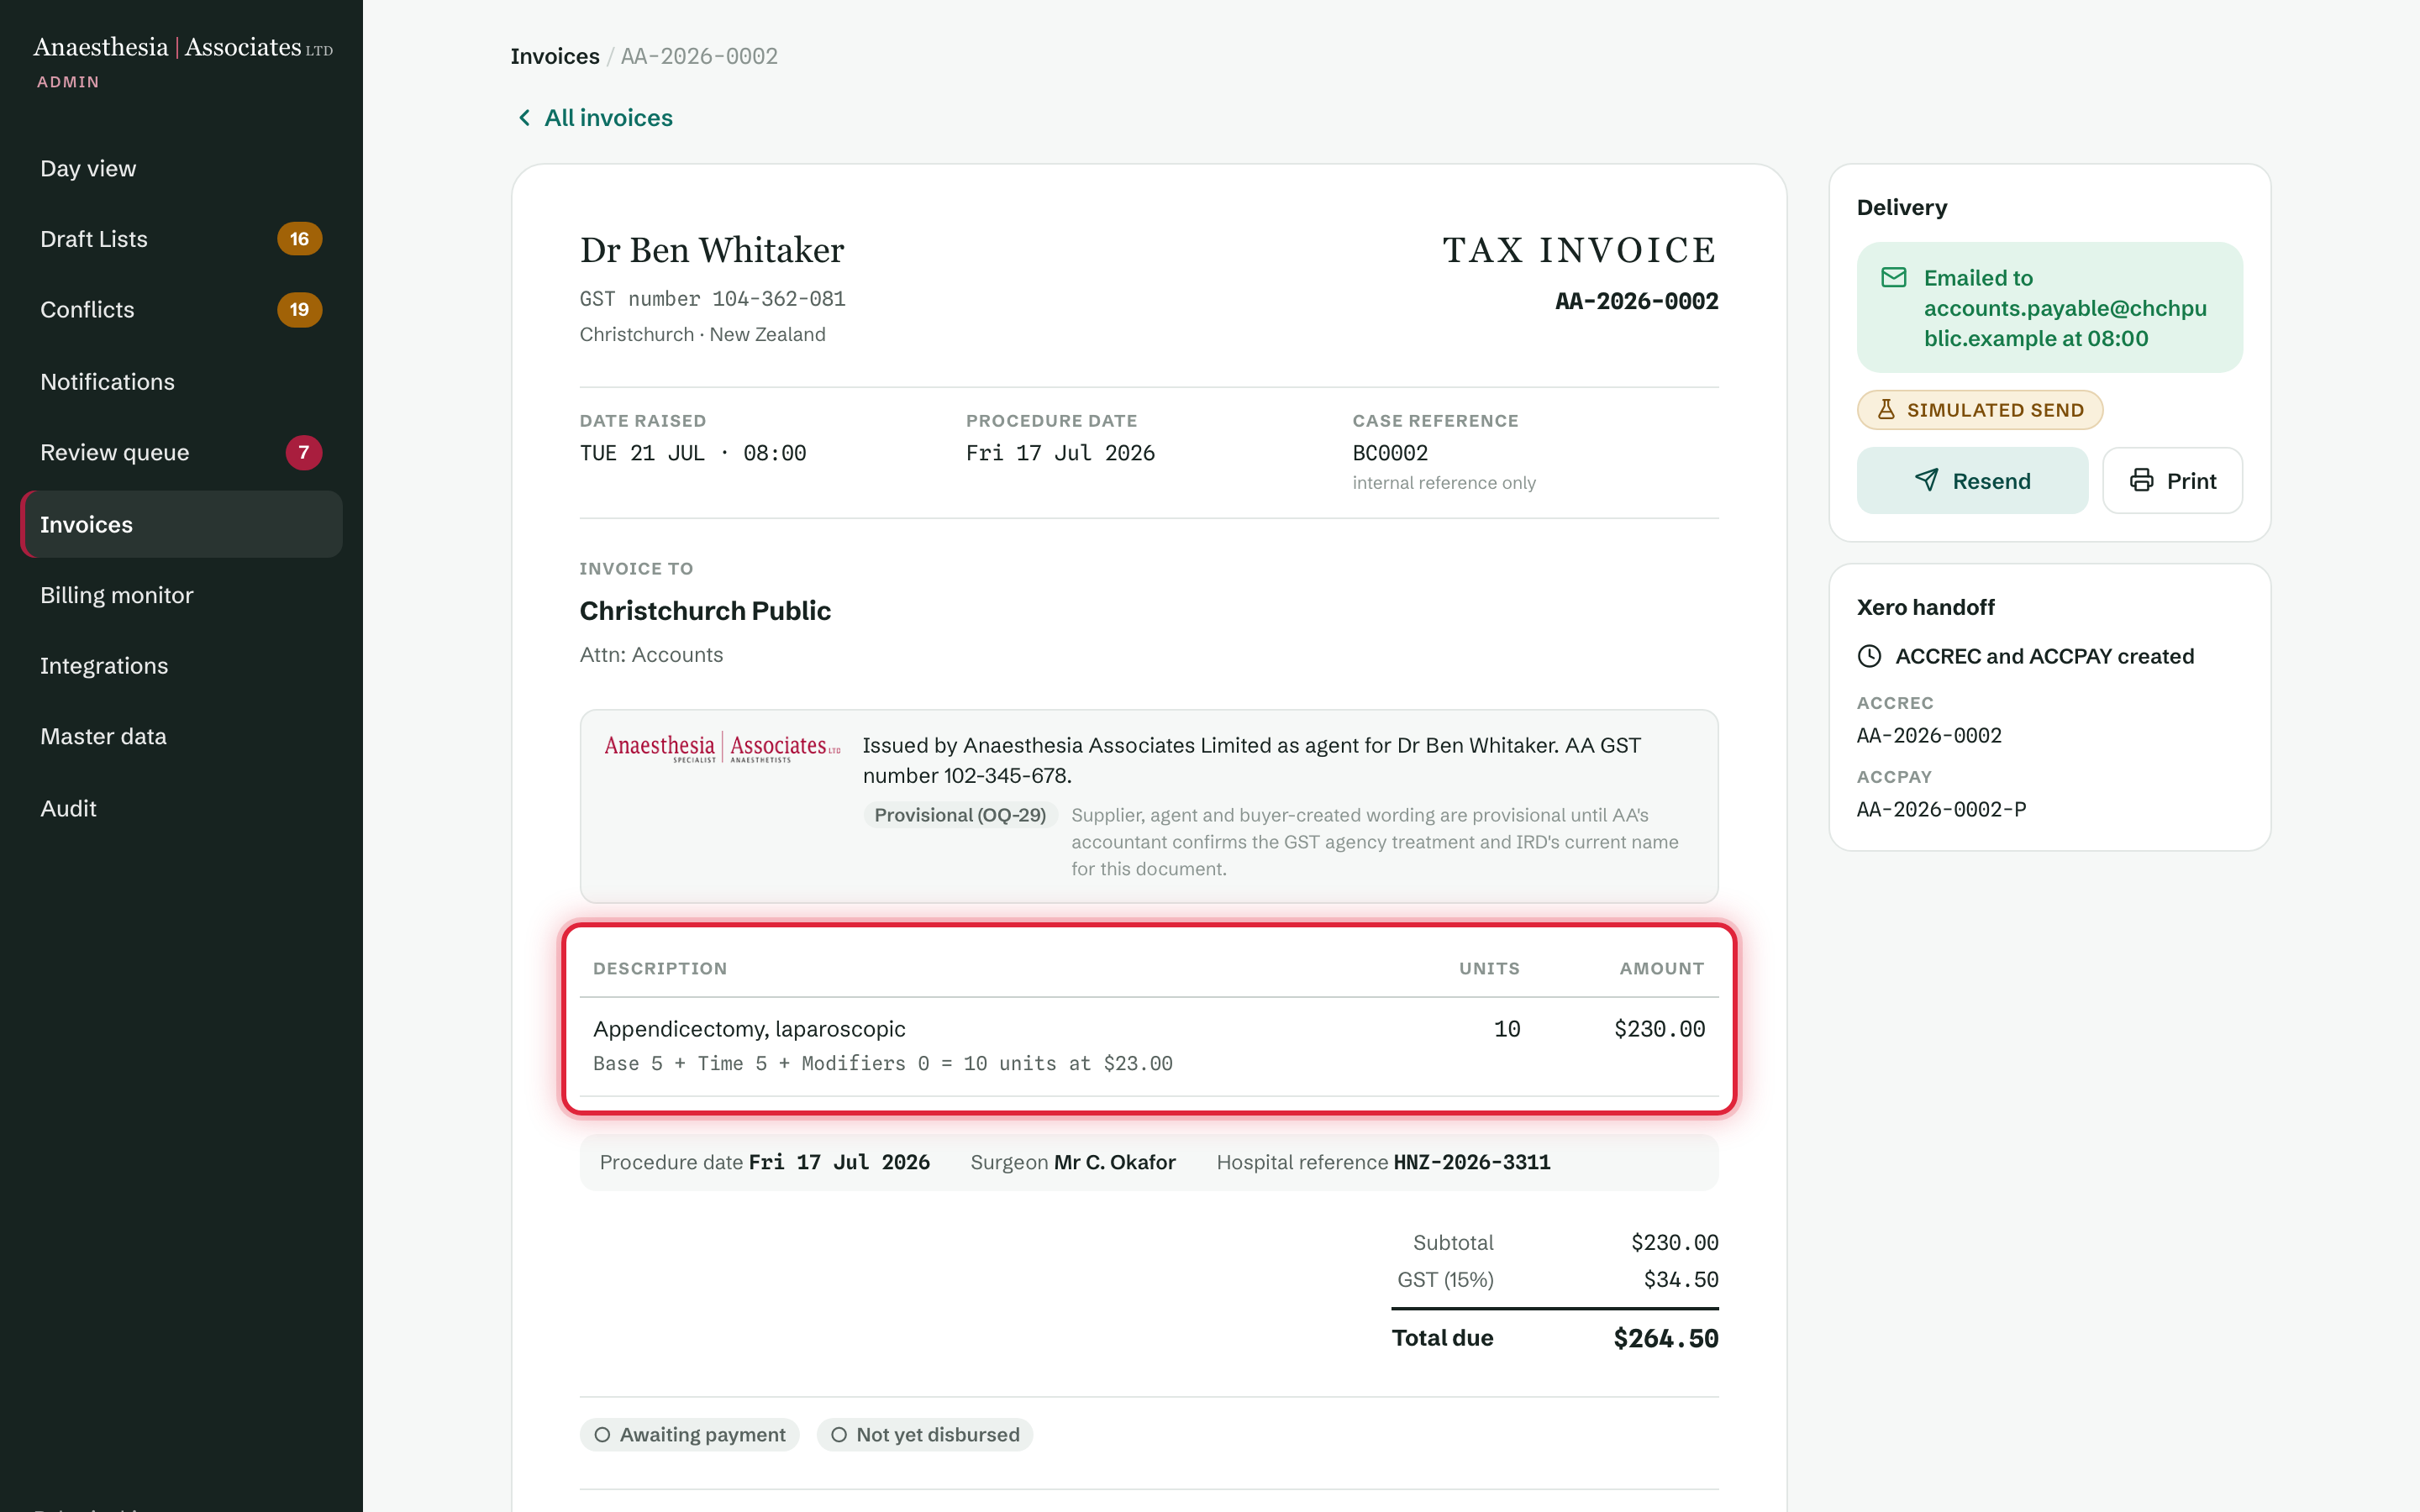 Anaesthesia | Associates LTD
ADMIN
Day view
Draft Lists 16
Conflicts 19
Notifications
Review queue 7
Invoices
Billing monitor
Integrations
Master data
Audit
Invoices / AA-2026-0002
All invoices
Dr Ben Whitaker
TAX INVOICE
GST number 104-362-081
AA-2026-0002
Christchurch · New Zealand
DATE RAISED
TUE 21 JUL · 08:00
PROCEDURE DATE
Fri 17 Jul 2026
CASE REFERENCE
BC0002
internal reference only
INVOICE TO
Christchurch Public
Attn: Accounts
Anaesthesia | Associates LTD
SPECIALIST ANAESTHETISTS
Issued by Anaesthesia Associates Limited as agent for Dr Ben Whitaker. AA GST
number 102-345-678.
Provisional (OQ-29)
Supplier, agent and buyer-created wording are provisional until AA's
accountant confirms the GST agency treatment and IRD's current name
for this document.
DESCRIPTION UNITS AMOUNT
Appendicectomy, laparoscopic 10 $230.00
Base 5 + Time 5 + Modifiers 0 = 10 units at $23.00
Procedure date Fri 17 Jul 2026 Surgeon Mr C. Okafor Hospital reference HNZ-2026-3311
Subtotal $230.00
GST (15%) $34.50
Total due $264.50
Awaiting payment Not yet disbursed
Delivery
Emailed to
accounts.payable@chchpu
blic.example at 08:00
SIMULATED SEND
Resend Print
Xero handoff
ACCREC and ACCPAY created
ACCREC
AA-2026-0002
ACCPAY
AA-2026-0002-P